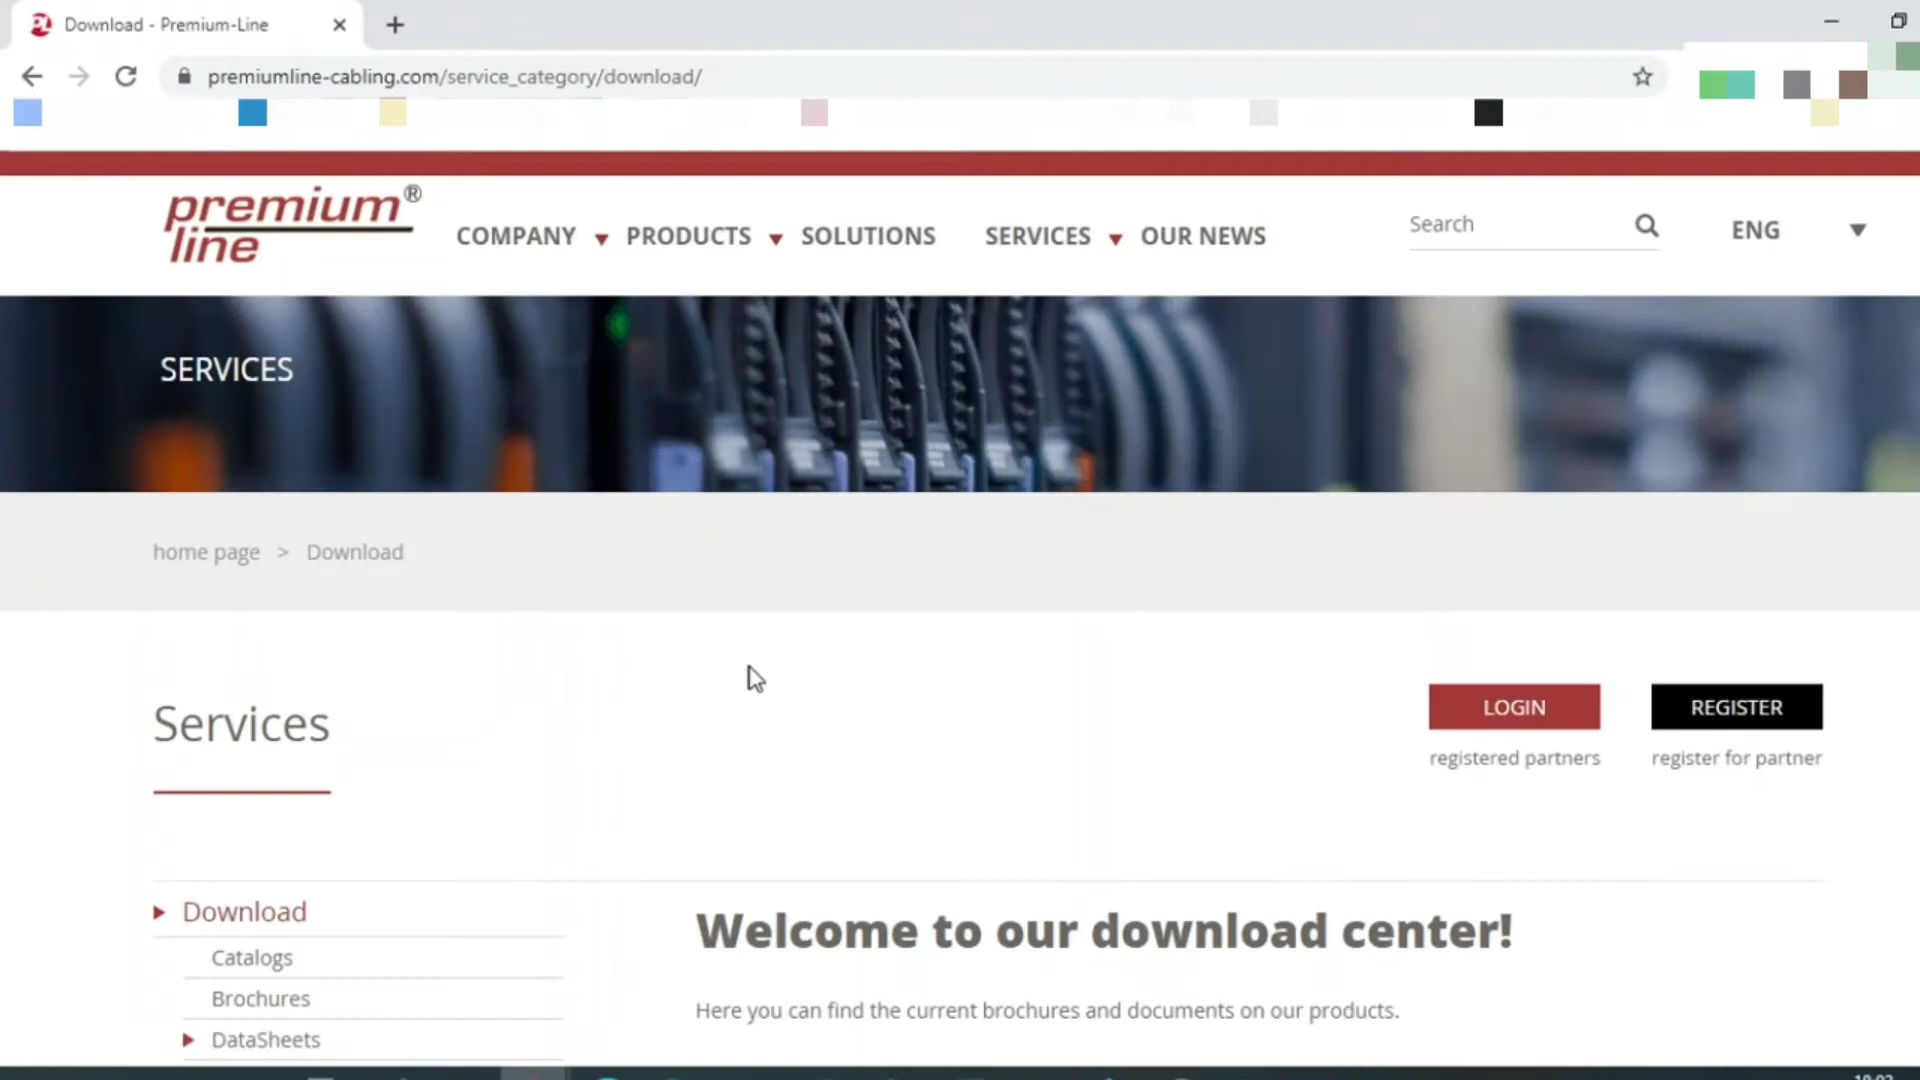 Download - Premium-Line
premiumline-cabling.com/service_category/download/
premium®
line
COMPANY PRODUCTS SOLUTIONS SERVICES OUR NEWS
Search
ENG
SERVICES
home page > Download
Services
LOGIN
registered partners
REGISTER
register for partner
Download
Catalogs
Brochures
DataSheets
Welcome to our download center!
Here you can find the current brochures and documents on our products.